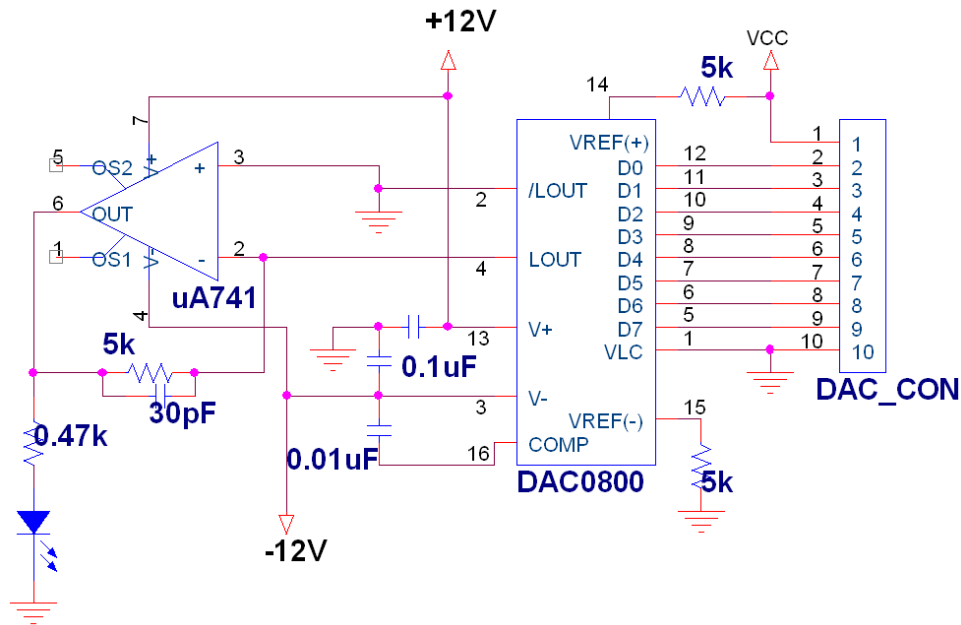 +12V
VCC
5k
14
7
1
1
VREF(+)
5
OS2
V+
+
3
12
D0
2
2
11
D1
3
3
/LOUT
2
10
D2
4
4
6
OUT
9
D3
5
5
1
OS1
V-
-
2
LOUT
4
8
D4
6
6
7
D5
7
7
uA741
6
D6
8
8
4
V+
13
5
D7
9
9
5k
0.1uF
VLC
1
10
10
DAC_CON
30pF
V-
3
VREF(-)
15
0.47k
0.01uF
COMP
16
DAC0800
5k
-12V